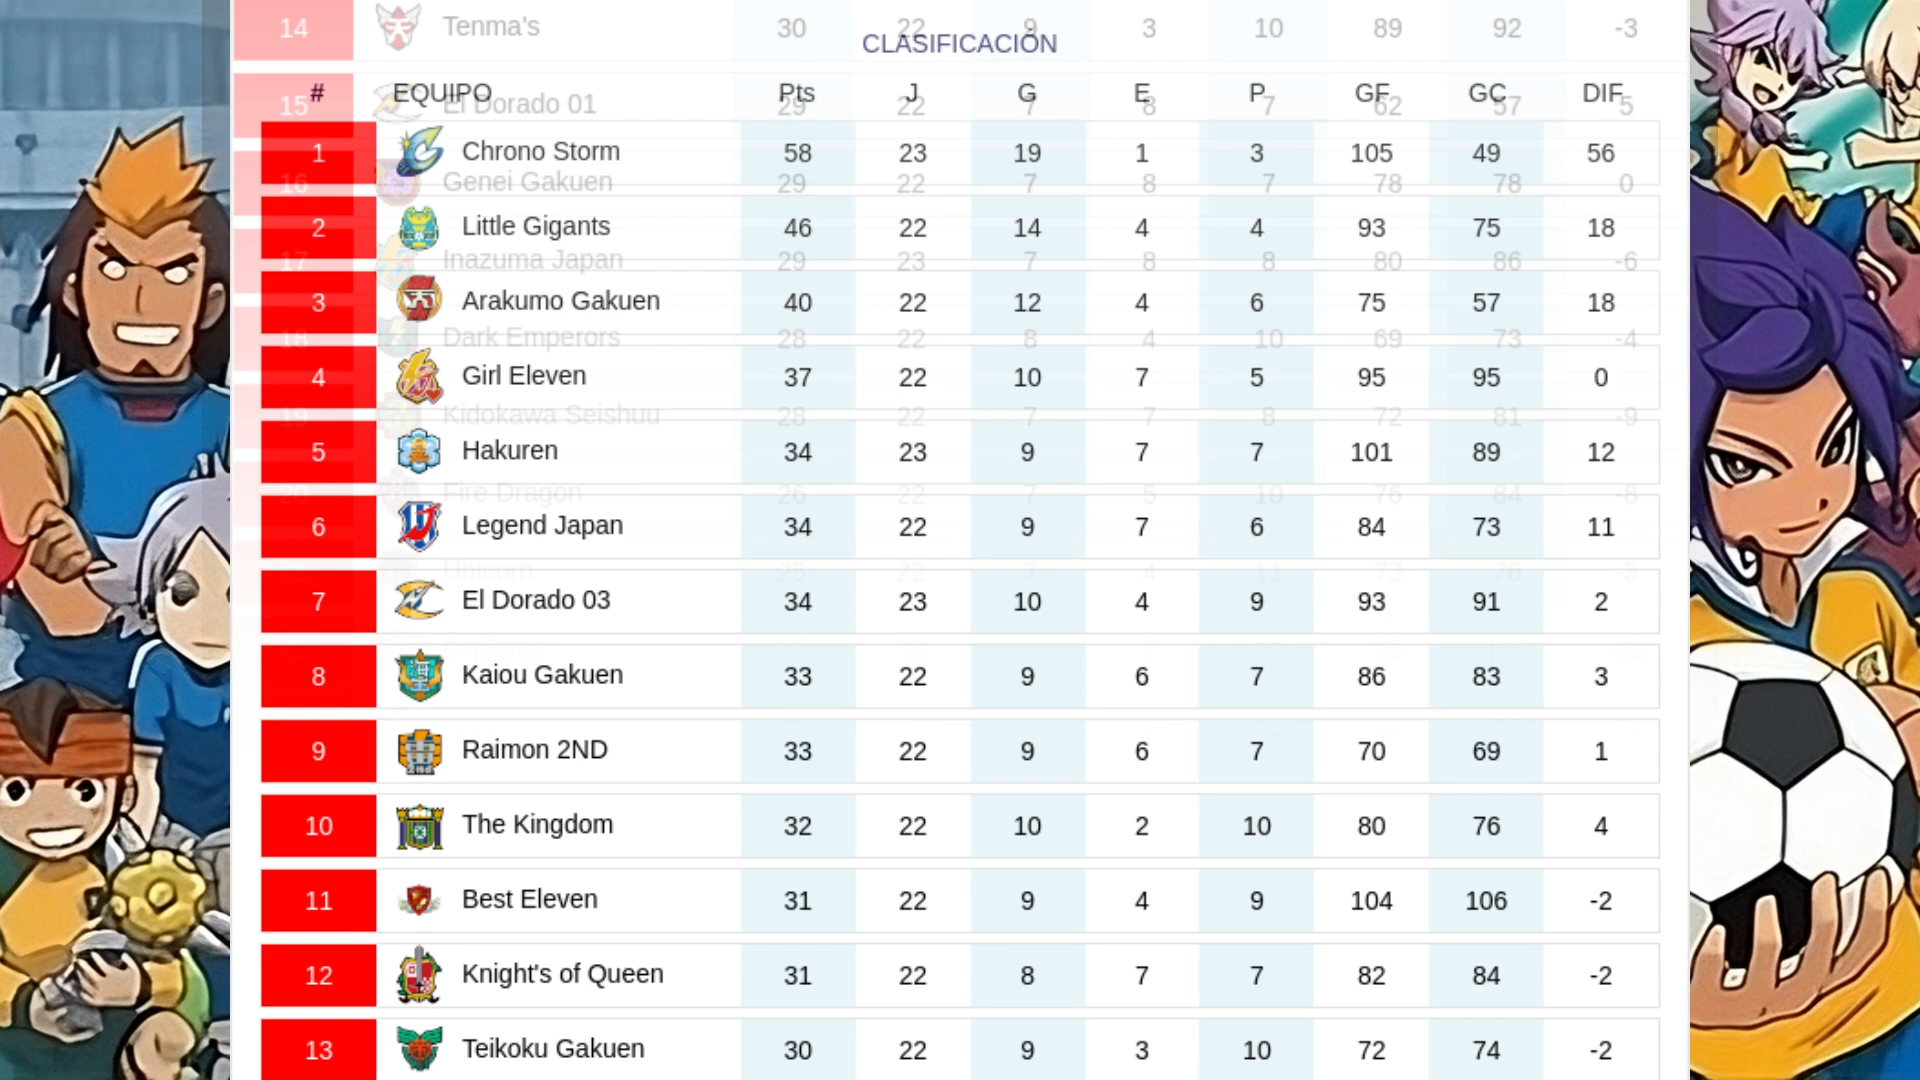 CLASIFICACIÓN
# EQUIPO Pts J G E P GF GC DIF
1 Chrono Storm 58 23 19 1 3 105 49 56
2 Little Gigants 46 22 14 4 4 93 75 18
3 Arakumo Gakuen 40 22 12 4 6 75 57 18
4 Girl Eleven 37 22 10 7 5 95 95 0
5 Hakuren 34 23 9 7 7 101 89 12
6 Legend Japan 34 22 9 7 6 84 73 11
7 El Dorado 03 34 23 10 4 9 93 91 2
8 Kaiou Gakuen 33 22 9 6 7 86 83 3
9 Raimon 2ND 33 22 9 6 7 70 69 1
10 The Kingdom 32 22 10 2 10 80 76 4
11 Best Eleven 31 22 9 4 9 104 106 -2
12 Knight's of Queen 31 22 8 7 7 82 84 -2
13 Teikoku Gakuen 30 22 9 3 10 72 74 -2
14 Tenma's 30 22 9 3 10 89 92 -3
15 El Dorado 01 29 22 7 8 7 62 57 5
16 Genei Gakuen 29 22 7 8 7 78 78 0
17 Inazuma Japan 29 23 7 8 8 80 86 -6
18 Dark Emperors 28 22 8 4 10 69 73 -4
19 Kidokawa Seishuu 28 22 7 7 8 72 81 -9
20 Fire Dragon 26 22 7 5 10 76 84 -8
Unicorn 25 22 7 4 11 73 76 -3